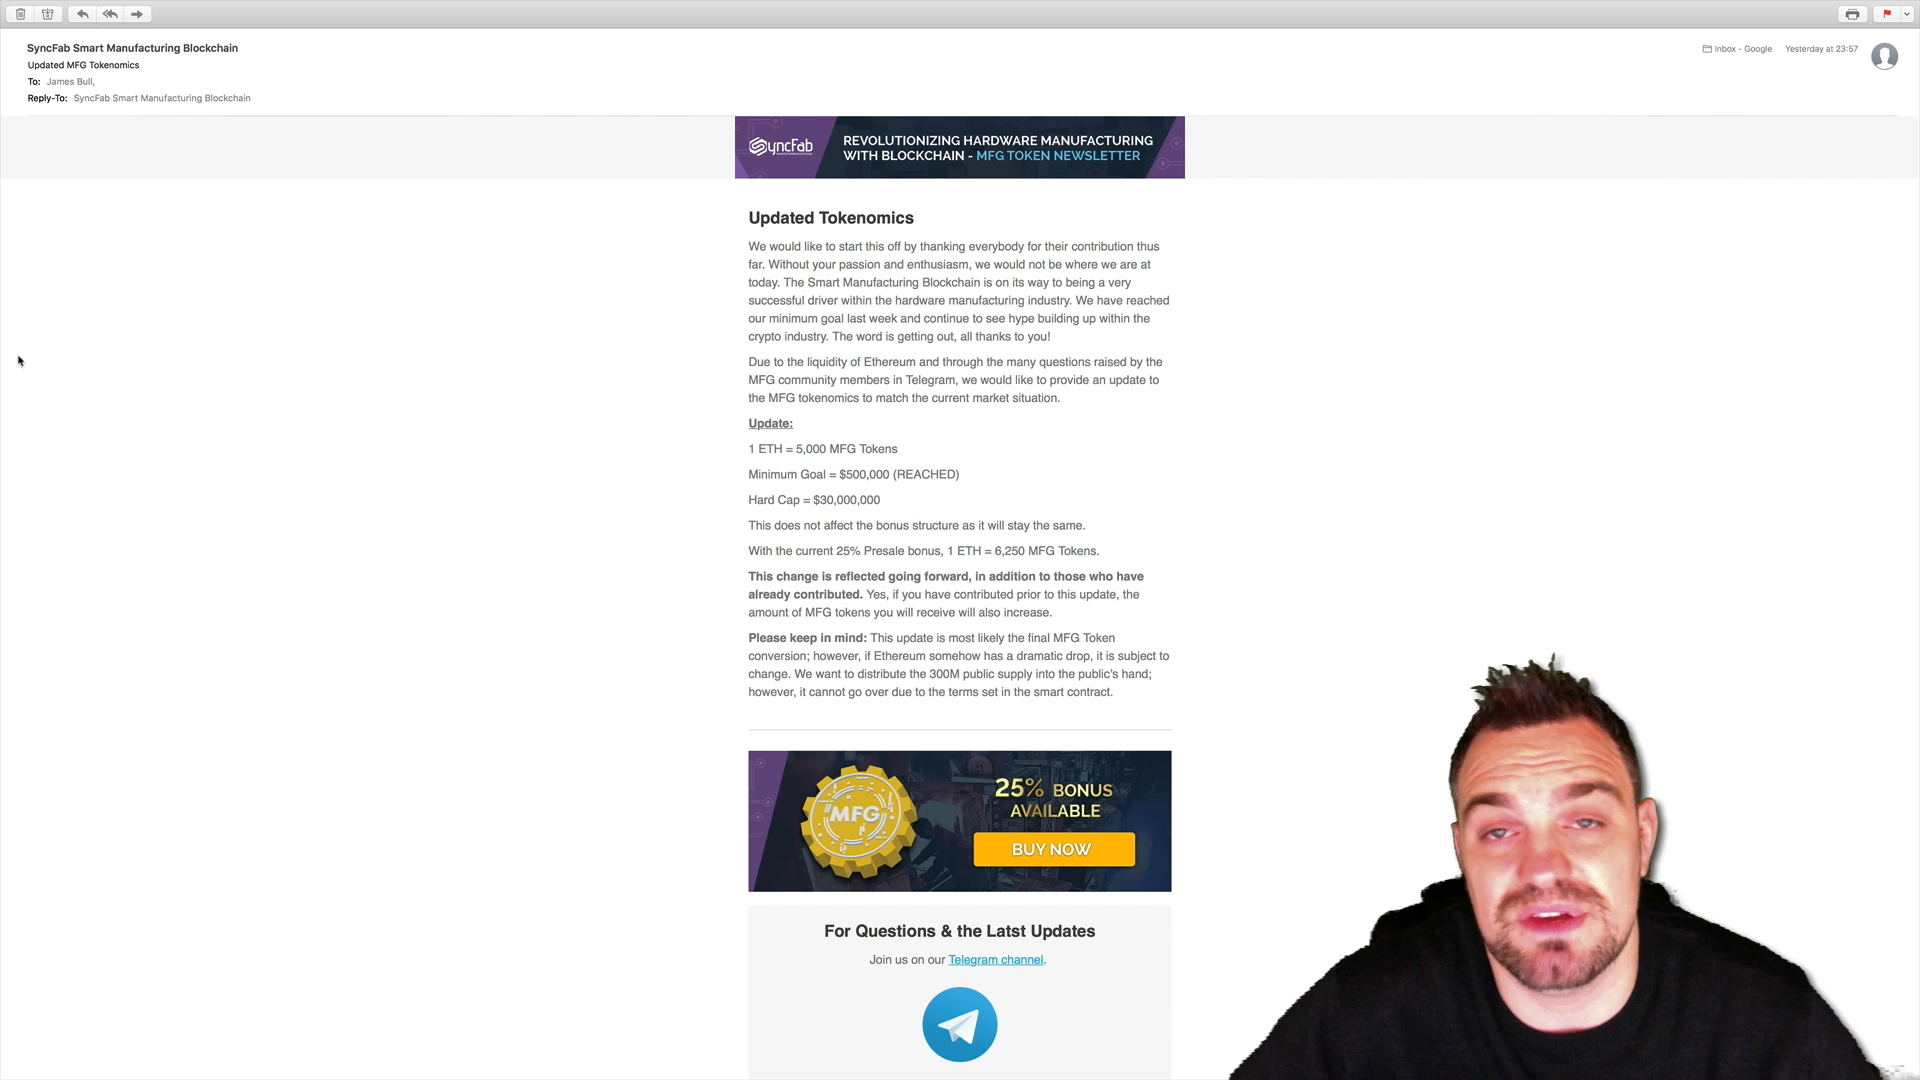 SyncFab Smart Manufacturing Blockchain
Updated MFG Tokenomics
To: James Bull,
Reply-To: SyncFab Smart Manufacturing Blockchain
Inbox - Google
Yesterday at 23:57
SyncFab
REVOLUTIONIZING HARDWARE MANUFACTURING
WITH BLOCKCHAIN - MFG TOKEN NEWSLETTER
Updated Tokenomics
We would like to start this off by thanking everybody for their contribution thus
far. Without your passion and enthusiasm, we would not be where we are at
today. The Smart Manufacturing Blockchain is on its way to being a very
successful driver within the hardware manufacturing industry. We have reached
our minimum goal last week and continue to see hype building up within the
crypto industry. The word is getting out, all thanks to you!
Due to the liquidity of Ethereum and through the many questions raised by the
MFG community members in Telegram, we would like to provide an update to
the MFG tokenomics to match the current market situation.
Update:
1 ETH = 5,000 MFG Tokens
Minimum Goal = $500,000 (REACHED)
Hard Cap = $30,000,000
This does not affect the bonus structure as it will stay the same.
With the current 25% Presale bonus, 1 ETH = 6,250 MFG Tokens.
This change is reflected going forward, in addition to those who have
already contributed. Yes, if you have contributed prior to this update, the
amount of MFG tokens you will receive will also increase.
Please keep in mind: This update is most likely the final MFG Token
conversion; however, if Ethereum somehow has a dramatic drop, it is subject to
change. We want to distribute the 300M public supply into the public's hand;
however, it cannot go over due to the terms set in the smart contract.
MFG
25% BONUS
AVAILABLE
BUY NOW
For Questions & the Latst Updates
Join us on our Telegram channel.